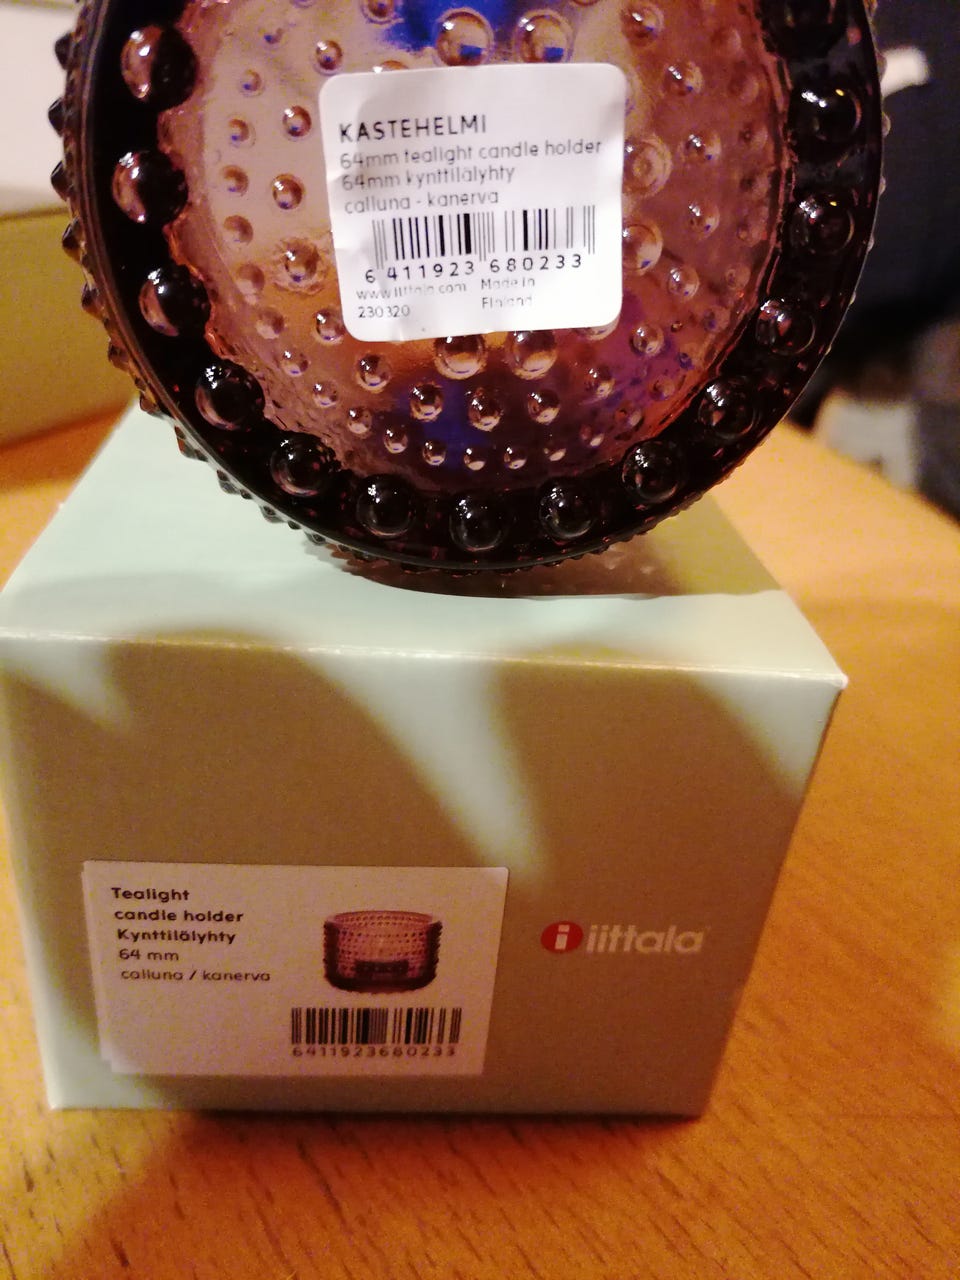 KASTEHELMI
64mm tealight candle holder
64mm kynttilälyhty
calluna - kanerva
6 411923 680233
www.iittala.com Made in
230320 Finland
Tealight
candle holder
Kynttilälyhty
64 mm
calluna / kanerva
6411923680233
i iittala